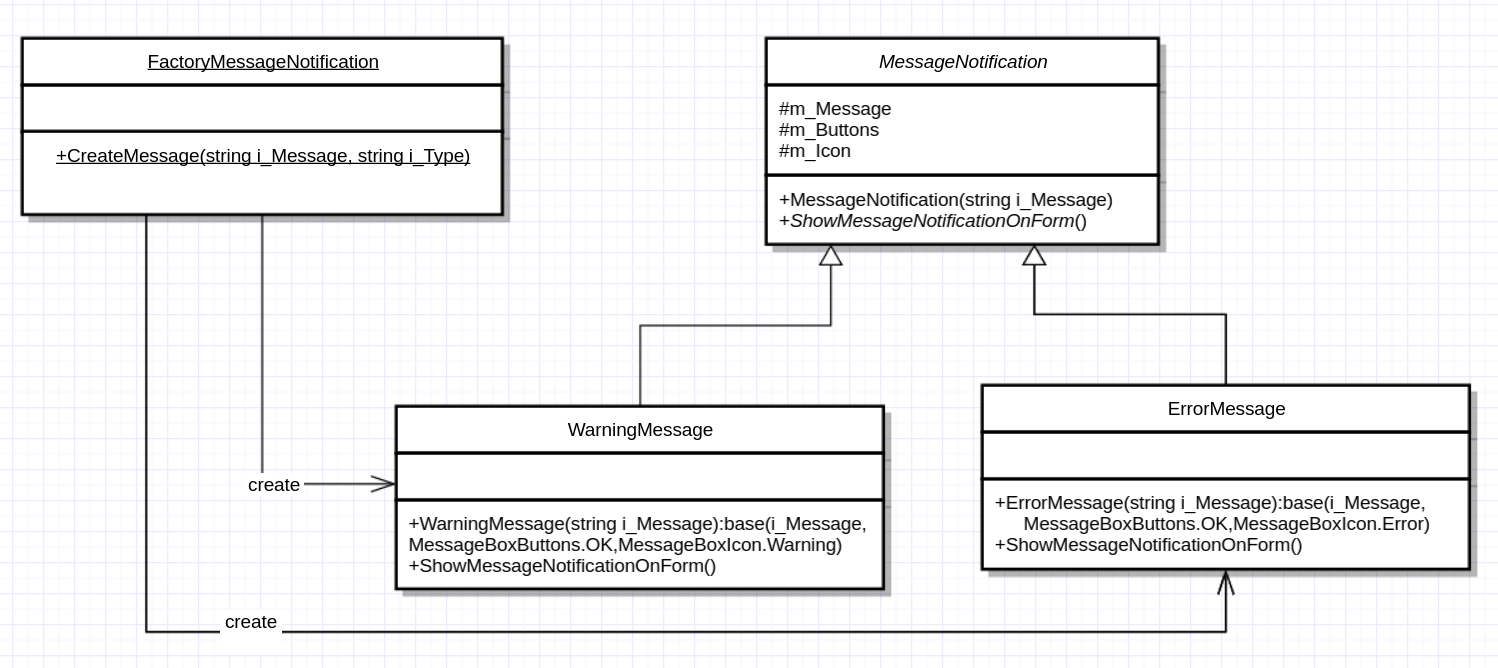 FactoryMessageNotification
+CreateMessage(string i_Message, string i_Type)
MessageNotification
#m_Message
#m_Buttons
#m_Icon
+MessageNotification(string i_Message)
+ShowMessageNotificationOnForm()
WarningMessage
+WarningMessage(string i_Message):base(i_Message,
MessageBoxButtons.OK,MessageBoxIcon.Warning)
+ShowMessageNotificationOnForm()
ErrorMessage
+ErrorMessage(string i_Message):base(i_Message,
MessageBoxButtons.OK,MessageBoxIcon.Error)
+ShowMessageNotificationOnForm()
create
create